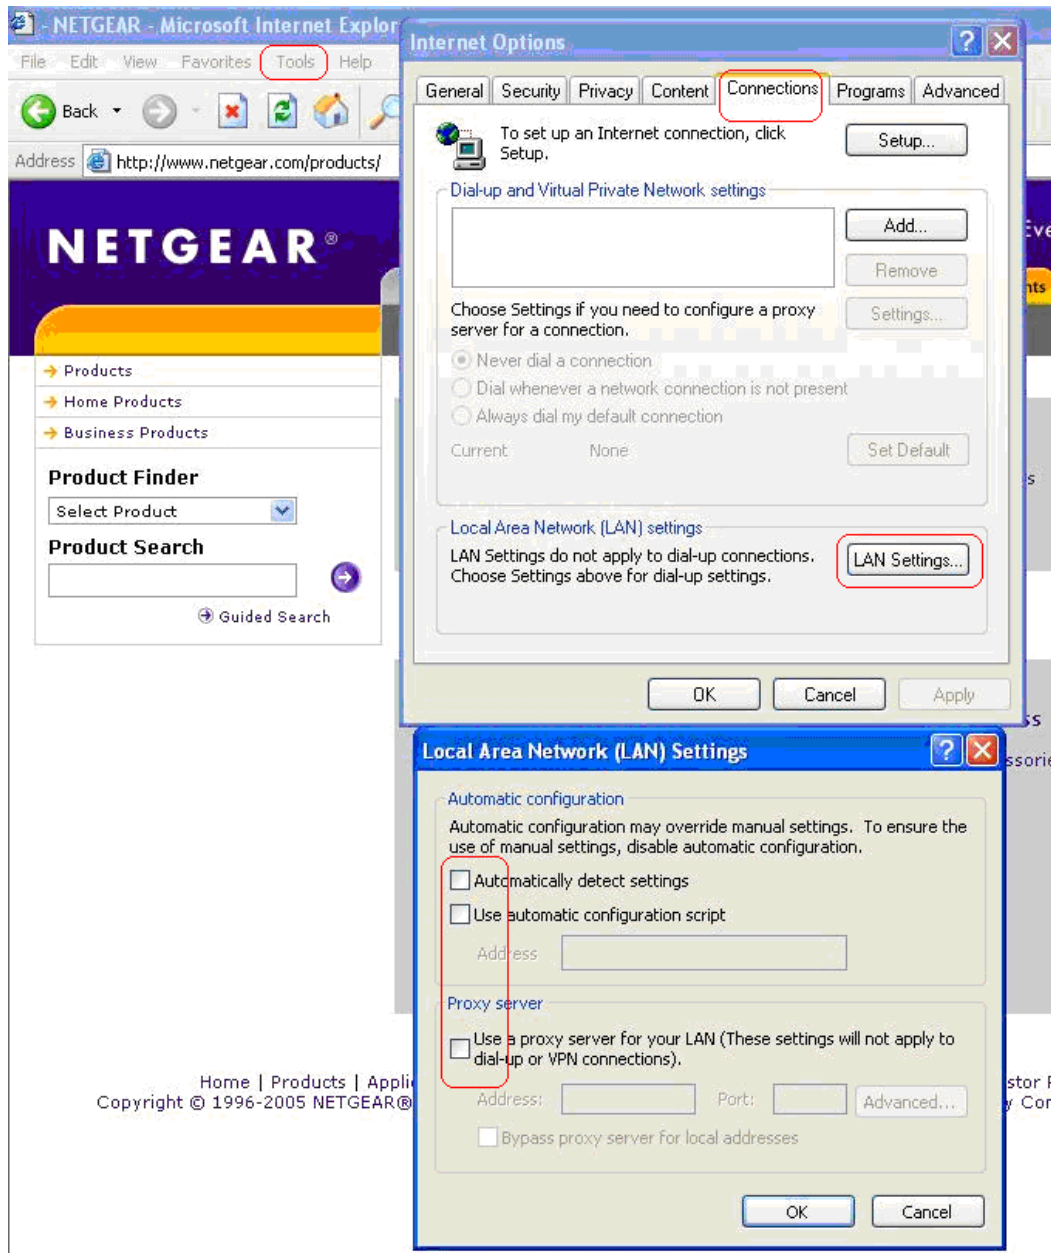 - NETGEAR - Microsoft Internet Explor
File Edit View Favorites Tools Help
Back
Address http://www.netgear.com/products/
NETGEAR®
Products
Home Products
Business Products
Product Finder
Select Product
Product Search
Guided Search
Internet Options
General Security Privacy Content Connections Programs Advanced
To set up an Internet connection, click
Setup.
Setup...
Dial-up and Virtual Private Network settings
Add...
Remove
Choose Settings if you need to configure a proxy
server for a connection.
Settings...
Never dial a connection
Dial whenever a network connection is not present
Always dial my default connection
Current None
Set Default
Local Area Network (LAN) settings
LAN Settings do not apply to dial-up connections.
Choose Settings above for dial-up settings.
LAN Settings...
OK Cancel Apply
Local Area Network (LAN) Settings
Automatic configuration
Automatic configuration may override manual settings. To ensure the
use of manual settings, disable automatic configuration.
Automatically detect settings
Use automatic configuration script
Address
Proxy server
Use a proxy server for your LAN (These settings will not apply to
dial-up or VPN connections).
Address: Port: Advanced...
Bypass proxy server for local addresses
OK Cancel
Home | Products | Appli
Copyright © 1996-2005 NETGEAR®